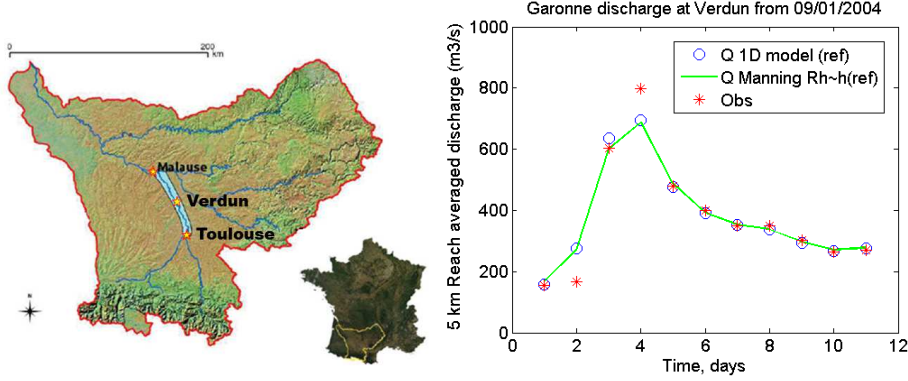 0
200
km
Malause
Verdun
Toulouse
N
Garonne discharge at Verdun from 09/01/2004
5 km Reach averaged discharge (m3/s)
1000
800
600
400
200
0
Q 1D model (ref)
Q Manning Rh~h(ref)
Obs
0 2 4 6 8 10 12
Time, days